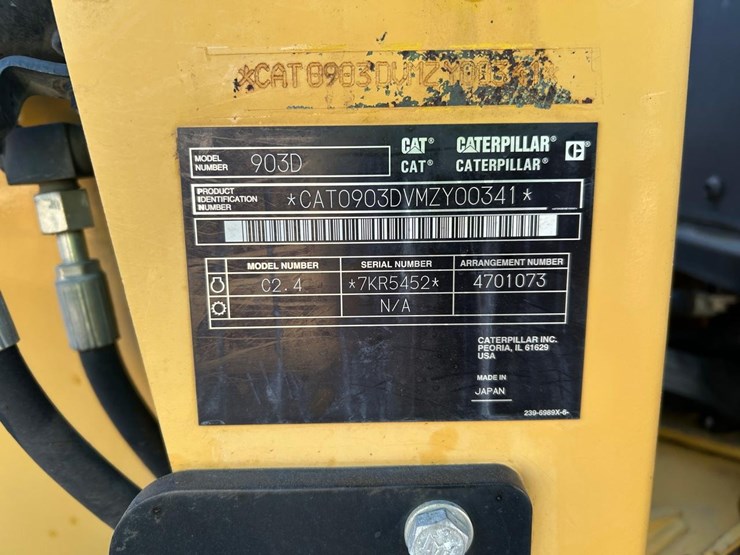 *CAT0903DVMZY00341*
CAT® CATERPILLAR® C®
CAT® CATERPILLAR®
MODEL NUMBER 903D
PRODUCT IDENTIFICATION NUMBER *CAT0903DVMZY00341*
MODEL NUMBER SERIAL NUMBER ARRANGEMENT NUMBER
C2.4 *7KR5452* 4701073
N/A
CATERPILLAR INC.
PEORIA, IL 61629
USA
MADE IN
JAPAN
239-6989X-6-